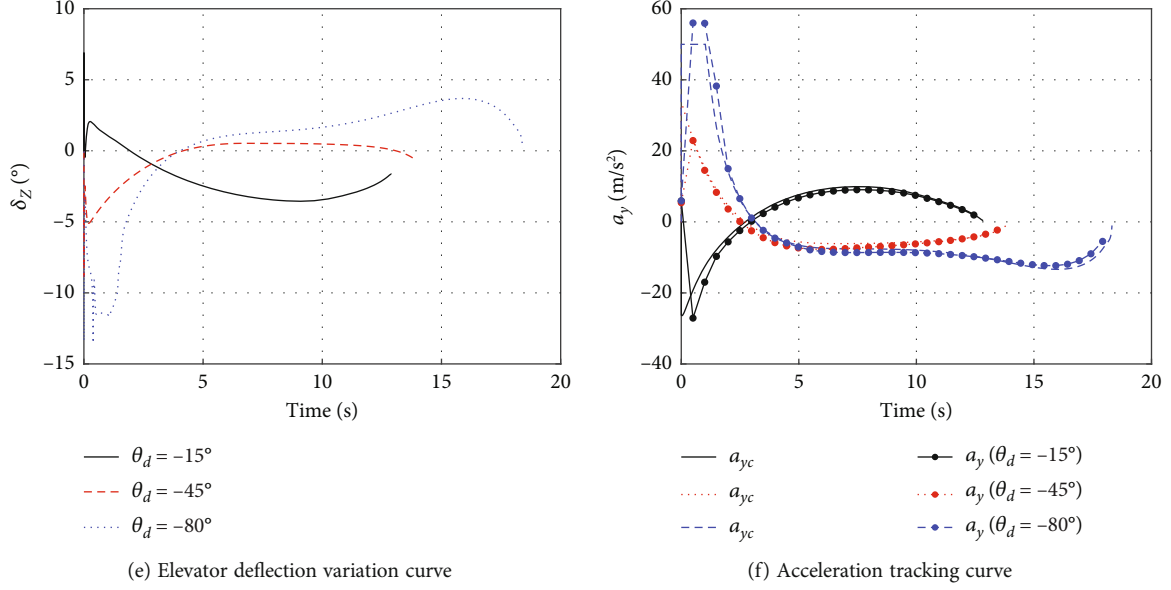 10
5
0
−5
−10
−15
δZ (°)
0
5
10
15
20
Time (s)
θd = –15°
θd = –45°
θd = –80°
(e) Elevator deflection variation curve
60
40
20
0
−20
−40
ay (m/s²)
0
5
10
15
20
Time (s)
ayc
ay (θd = –15°)
ayc
ay (θd = –45°)
ayc
ay (θd = –80°)
(f) Acceleration tracking curve